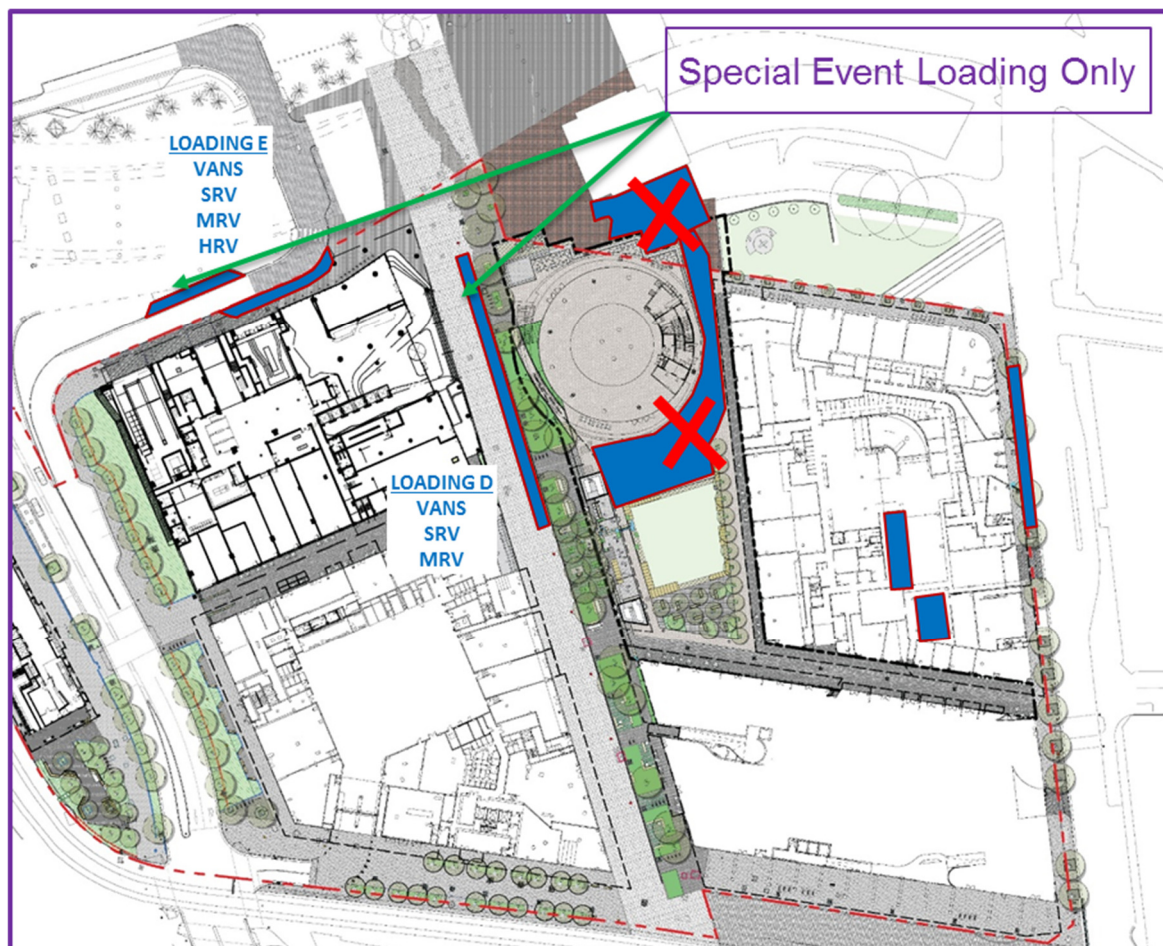 Special Event Loading Only
LOADING E
VANS
SRV
MRV
HRV
LOADING D
VANS
SRV
MRV